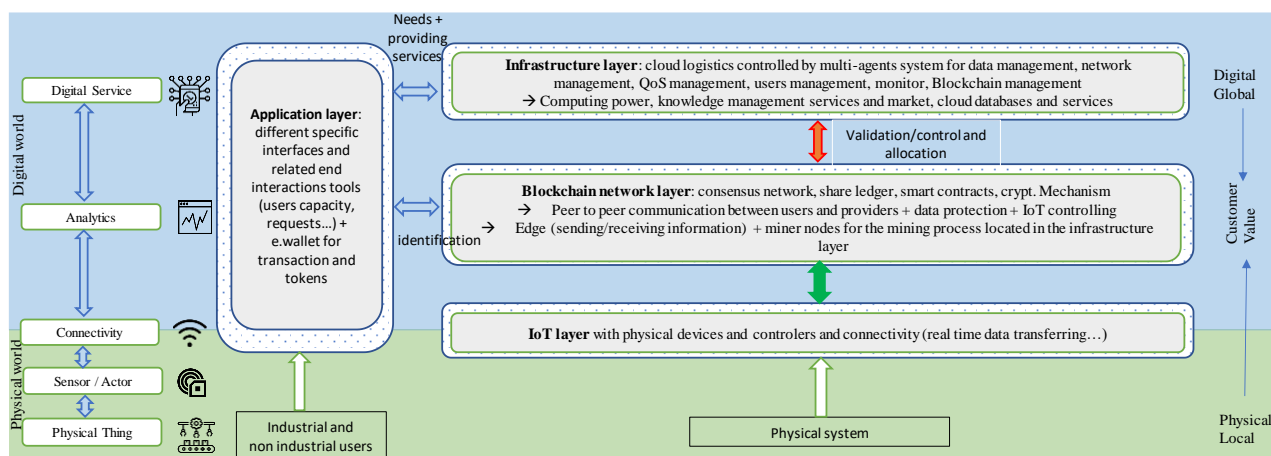 Digital world
Physical world
Digital Service
Analytics
Connectivity
Sensor / Actor
Physical Thing
Application layer:
different specific
interfaces and
related end
interactions tools
(users capacity,
requests...) +
e.wallet for
transaction and
tokens
Industrial and
non industrial users
Needs +
providing
services
identification
Infrastructure layer: cloud logistics controlled by multi-agents system for data management, network
management, QoS management, users management, monitor, Blockchain management
→ Computing power, knowledge management services and market, cloud databases and services
Validation/control and
allocation
Blockchain network layer: consensus network, share ledger, smart contracts, crypt. Mechanism
→ Peer to peer communication between users and providers + data protection + IoT controlling
→ Edge (sending/receiving information) + miner nodes for the mining process located in the infrastructure
layer
IoT layer with physical devices and controlers and connectivity (real time data transferring…)
Physical system
Digital
Global
Customer
Value
Physical
Local